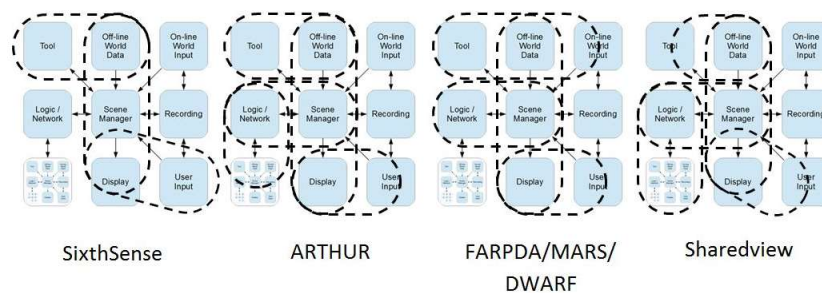 Tool
Off-line
World
Data
On-line
World
Input
Logic /
Network
Scene
Manager
Recording
Display
User
Input
SixthSense
Tool
Off-line
World
Data
On-line
World
Input
Logic /
Network
Scene
Manager
Recording
Display
User
Input
ARTHUR
Tool
Off-line
World
Data
On-line
World
Input
Logic /
Network
Scene
Manager
Recording
Display
User
Input
FARPDA/MARS/
DWARF
Tool
Off-line
World
Data
On-line
World
Input
Logic /
Network
Scene
Manager
Recording
Display
User
Input
Sharedview